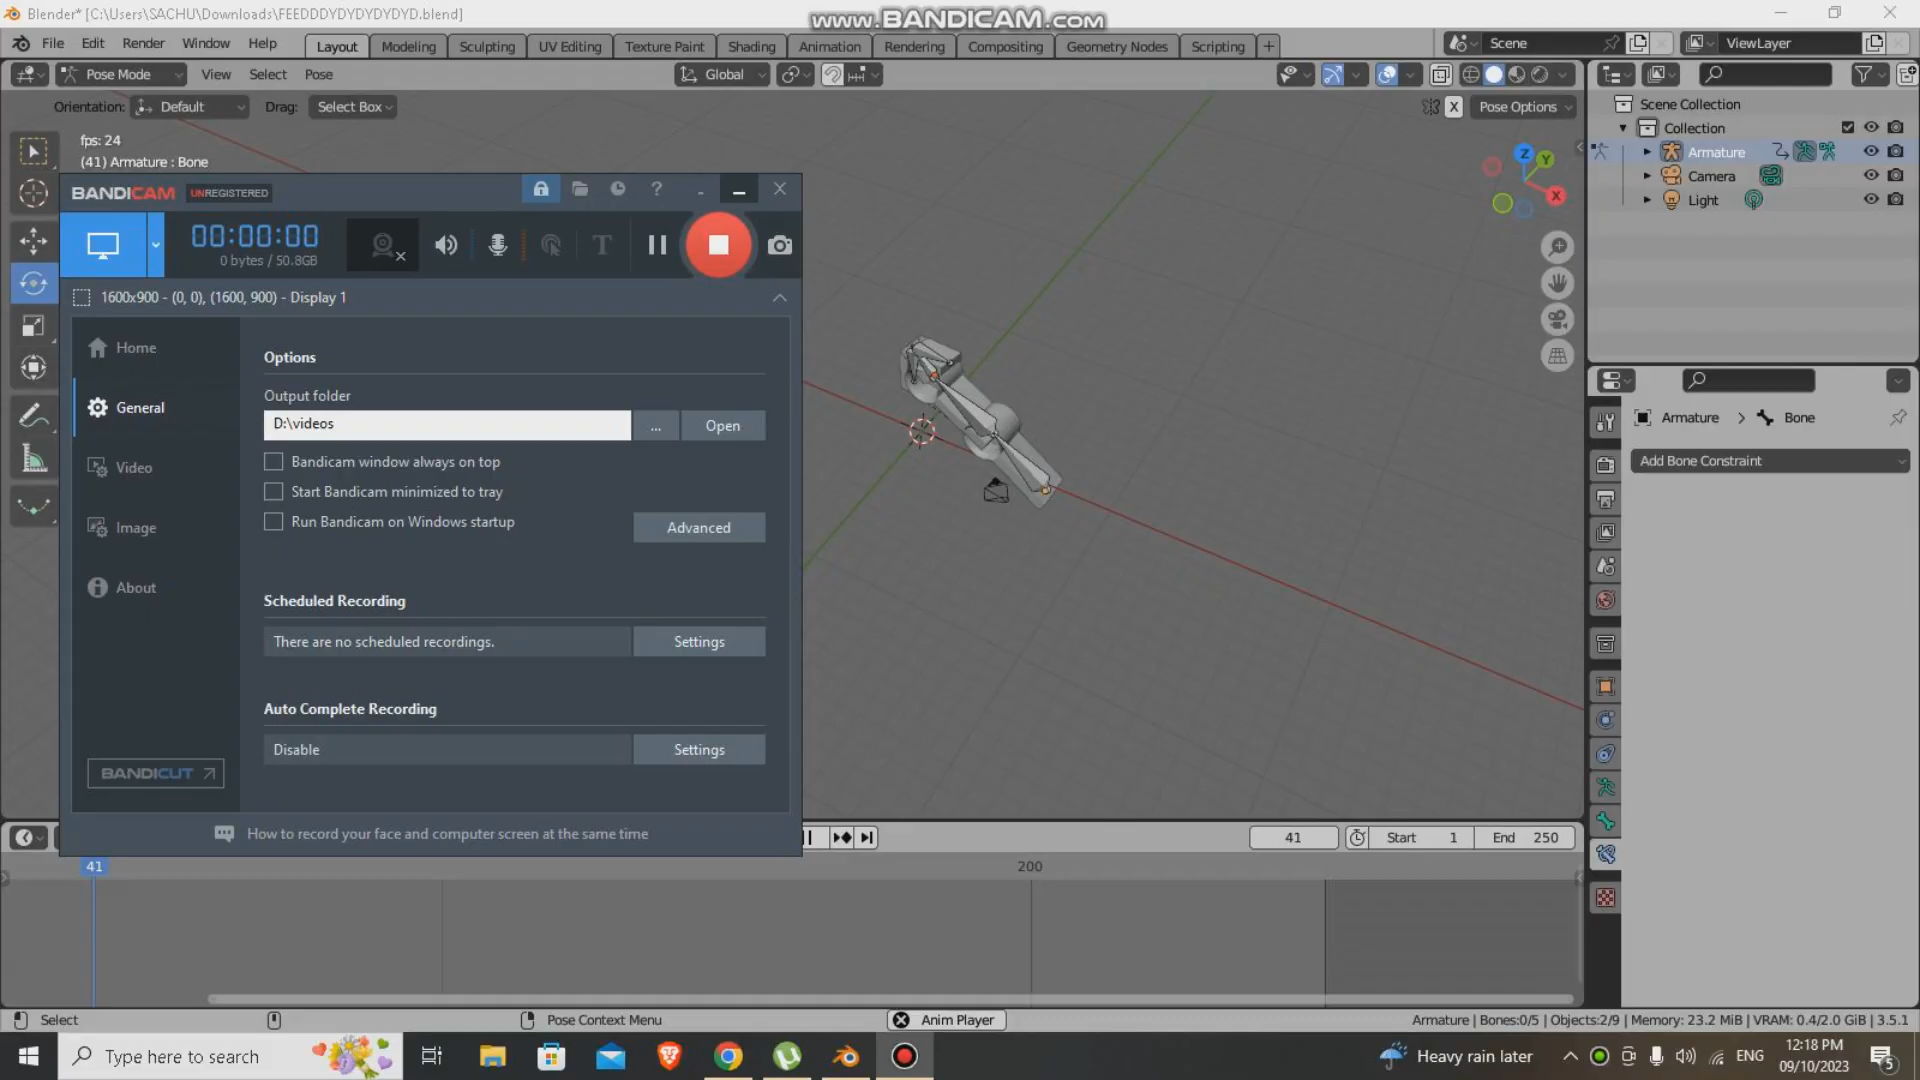 Blender* [C:\Users\SACHU\Downloads\FEEDDDYDYDYDYDYD.blend]
www.BANDICAM.com
File Edit Render Window Help
Layout Modeling Sculpting UV Editing Texture Paint Shading Animation Rendering Compositing Geometry Nodes Scripting +
Scene
ViewLayer
Pose Mode View Select Pose
Global
Orientation: Default Drag: Select Box
X Pose Options
fps: 24
(41) Armature : Bone
Scene Collection
Collection
Armature
Camera
Light
Z
Y
X
BANDICAM UNREGISTERED
00:00:00
0 bytes / 50.8GB
1600x900 - (0, 0), (1600, 900) - Display 1
Home
General
Video
Image
About
BANDICUT
Options
Output folder
D:\videos
... Open
Bandicam window always on top
Start Bandicam minimized to tray
Run Bandicam on Windows startup
Advanced
Scheduled Recording
There are no scheduled recordings. Settings
Auto Complete Recording
Disable Settings
How to record your face and computer screen at the same time
Armature > Bone
Add Bone Constraint
41 Start 1 End 250
41 200
Select
Pose Context Menu
Anim Player
Armature | Bones:0/5 | Objects:2/9 | Memory: 23.2 MiB | VRAM: 0.4/2.0 GiB | 3.5.1
Type here to search
Heavy rain later
ENG
12:18 PM
09/10/2023
5